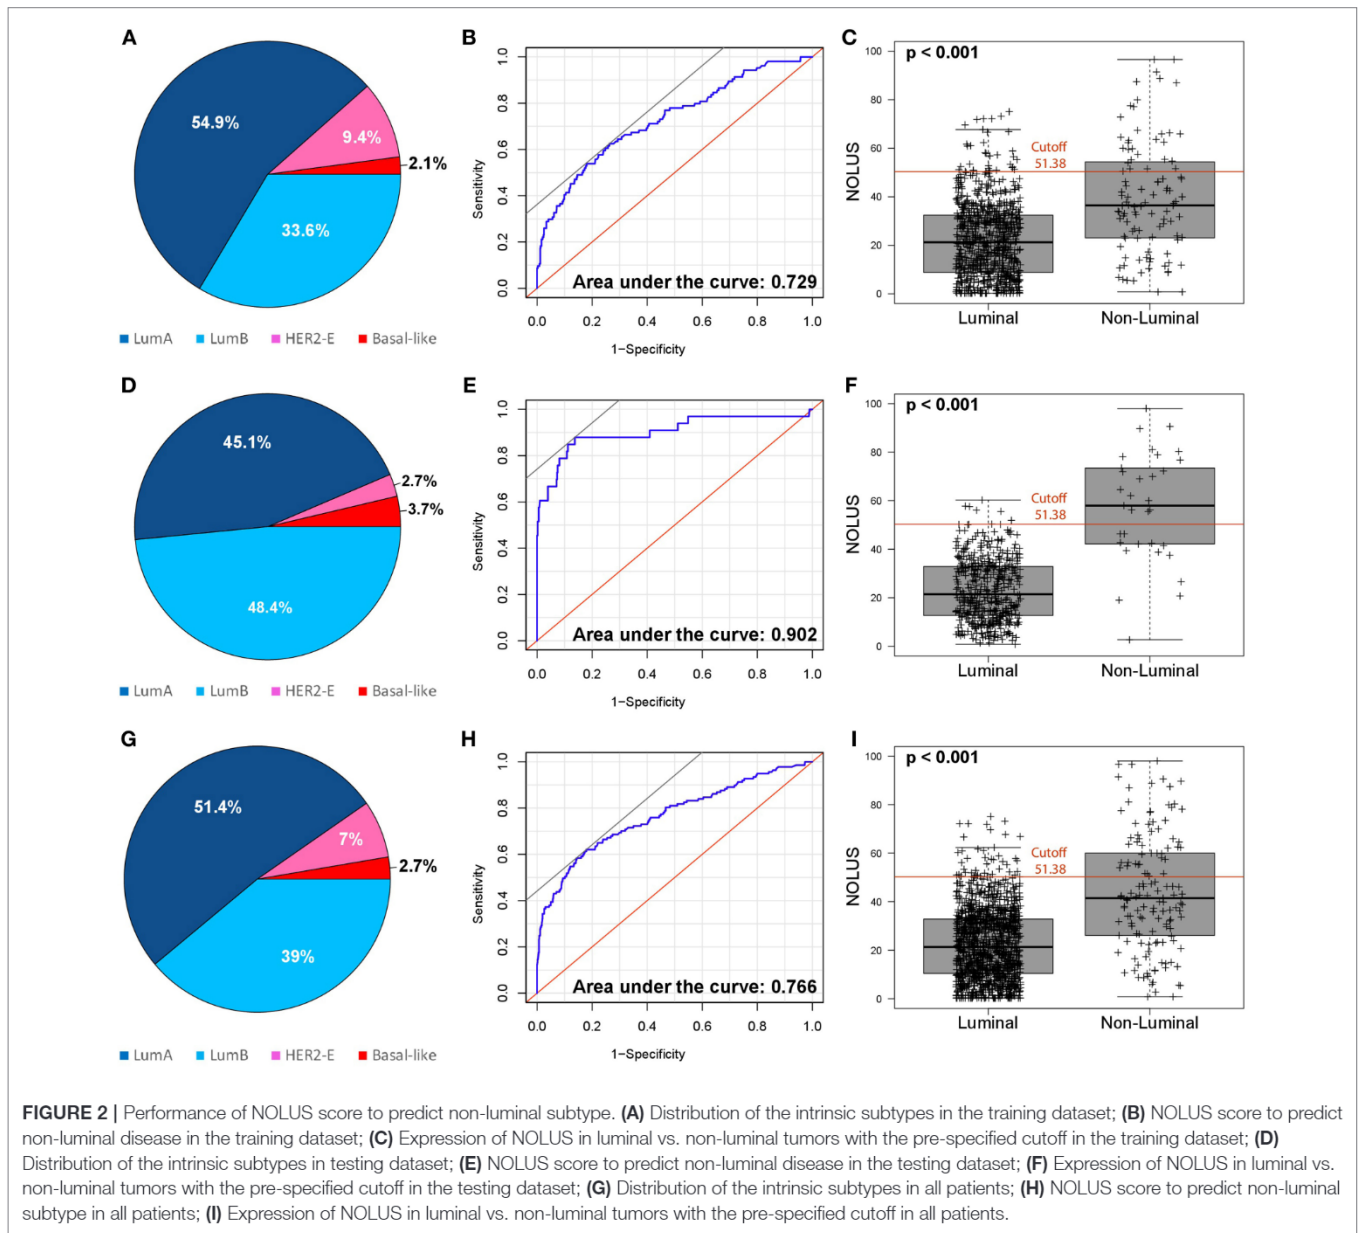 A
54.9%
9.4%
2.1%
33.6%
LumA LumB HER2-E Basal-like
B
Sensitivity
1.0
0.8
0.6
0.4
0.2
0.0
Area under the curve: 0.729
0.0 0.2 0.4 0.6 0.8 1.0
1−Specificity
C
p < 0.001
NOLUS
100
80
60
40
20
0
Cutoff
51.38
Luminal Non-Luminal
D
45.1%
2.7%
3.7%
48.4%
LumA LumB HER2-E Basal-like
E
Sensitivity
1.0
0.8
0.6
0.4
0.2
0.0
Area under the curve: 0.902
0.0 0.2 0.4 0.6 0.8 1.0
1−Specificity
F
p < 0.001
NOLUS
100
80
60
40
20
0
Cutoff
51.38
Luminal Non-Luminal
G
51.4%
7%
2.7%
39%
LumA LumB HER2-E Basal-like
H
Sensitivity
1.0
0.8
0.6
0.4
0.2
0.0
Area under the curve: 0.766
0.0 0.2 0.4 0.6 0.8 1.0
1−Specificity
I
p < 0.001
NOLUS
100
80
60
40
20
0
Cutoff
51.38
Luminal Non-Luminal
FIGURE 2 | Performance of NOLUS score to predict non-luminal subtype. (A) Distribution of the intrinsic subtypes in the training dataset; (B) NOLUS score to predict
non-luminal disease in the training dataset; (C) Expression of NOLUS in luminal vs. non-luminal tumors with the pre-specified cutoff in the training dataset; (D)
Distribution of the intrinsic subtypes in testing dataset; (E) NOLUS score to predict non-luminal disease in the testing dataset; (F) Expression of NOLUS in luminal vs.
non-luminal tumors with the pre-specified cutoff in the testing dataset; (G) Distribution of the intrinsic subtypes in all patients; (H) NOLUS score to predict non-luminal
subtype in all patients; (I) Expression of NOLUS in luminal vs. non-luminal tumors with the pre-specified cutoff in all patients.